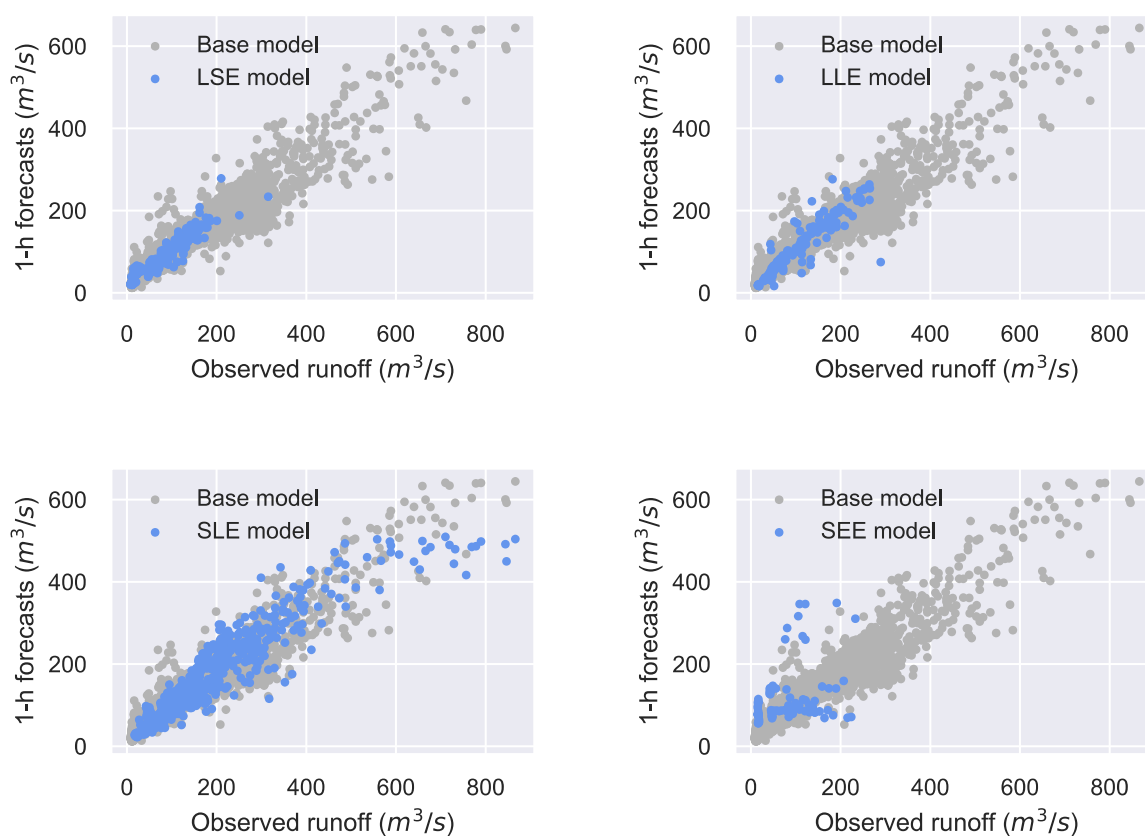 Base model
LSE model
600
400
200
0
1-h forecasts (m³/s)
0 200 400 600 800
Observed runoff (m³/s)
Base model
LLE model
600
400
200
0
1-h forecasts (m³/s)
0 200 400 600 800
Observed runoff (m³/s)
Base model
SLE model
600
400
200
0
1-h forecasts (m³/s)
0 200 400 600 800
Observed runoff (m³/s)
Base model
SEE model
600
400
200
0
1-h forecasts (m³/s)
0 200 400 600 800
Observed runoff (m³/s)